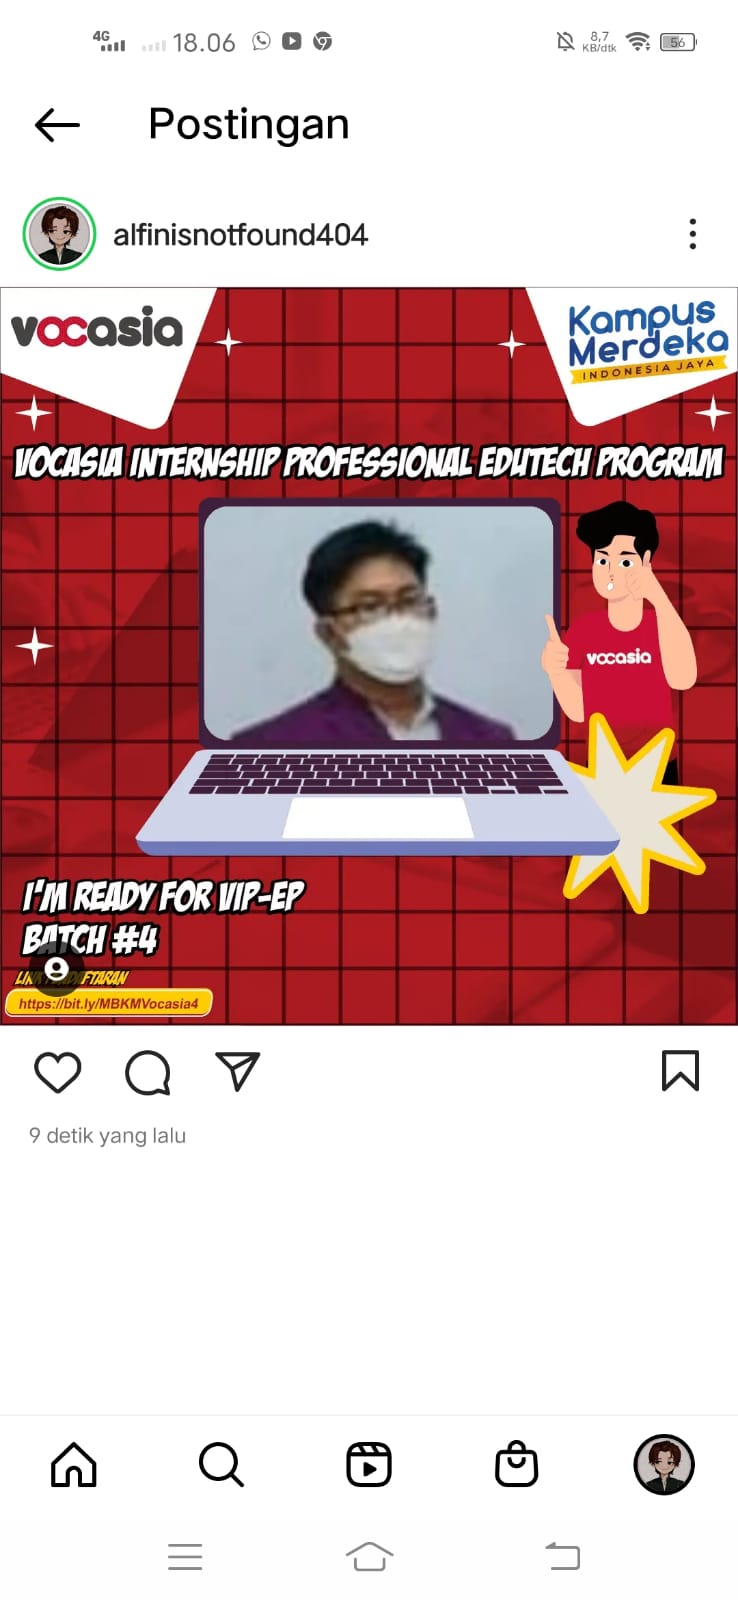 4G 18.06 8,7 KB/dtk 56
Postingan
alfinisnotfound404
vocasia
Kampus
Merdeka
INDONESIA JAYA
VOCASIA INTERNSHIP PROFESSIONAL EDUTECH PROGRAM
vocasia
I'M READY FOR VIP-EP
BATCH #4
https://bit.ly/MBKMVocasia4
9 detik yang lalu